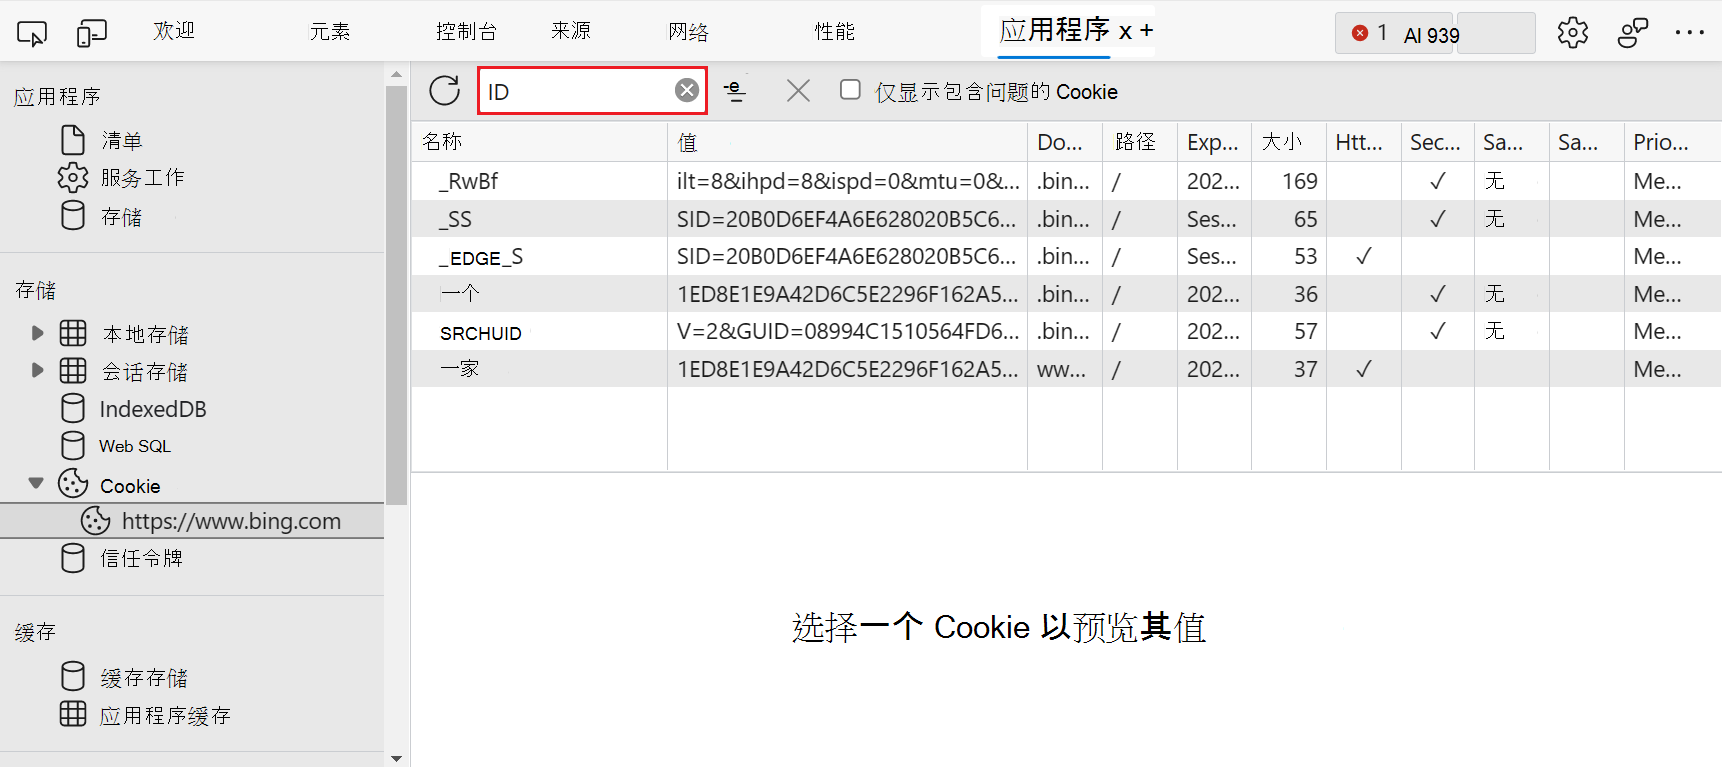 欢迎 元素 控制台 来源 网络 性能 应用程序 x + 1 AI 939
应用程序
清单
服务工作
存储
存储
本地存储
会话存储
IndexedDB
Web SQL
Cookie
https://www.bing.com
信任令牌
缓存
缓存存储
应用程序缓存
ID 仅显示包含问题的 Cookie
名称 值 Do... 路径 Exp... 大小 Htt... Sec... Sa... Sa... Prio...
_RwBf ilt=8&ihpd=8&ispd=0&mtu=0&... .bin... / 202... 169 ✓ 无 Me...
_SS SID=20B0D6EF4A6E628020B5C6... .bin... / Ses... 65 ✓ 无 Me...
_EDGE_S SID=20B0D6EF4A6E628020B5C6... .bin... / Ses... 53 ✓ Me...
一个 1ED8E1E9A42D6C5E2296F162A5... .bin... / 202... 36 ✓ 无 Me...
SRCHUID V=2&GUID=08994C1510564FD6... .bin... / 202... 57 ✓ 无 Me...
一家 1ED8E1E9A42D6C5E2296F162A5... ww... / 202... 37 ✓ Me...
选择一个 Cookie 以预览其值